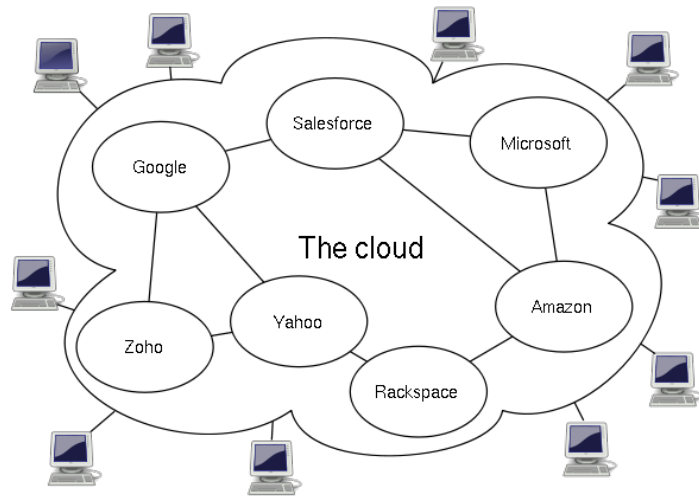 Salesforce
Microsoft
Google
The cloud
Amazon
Yahoo
Zoho
Rackspace